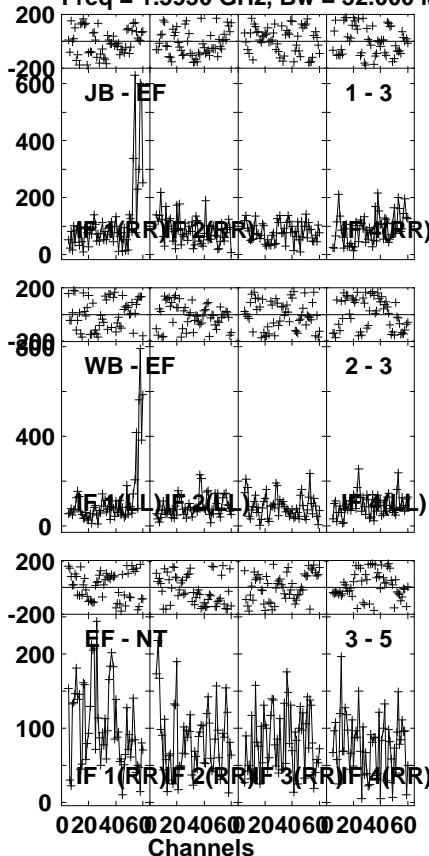 Freq = 1.9950 GHz, Bw = 32.000 M
200
-200
600
JB - EF 1 - 3
400
200
IF 1(RR) IF 2(RR) IF 4(RR)
0
200
-200
800
WB - EF 2 - 3
400
IF 1(LL) IF 2(LL) IF 4(LL)
0
200
-200
EF - NT 3 - 5
200
100
IF 1(RR) IF 2(RR) IF 3(RR) IF 4(RR)
0
0 20 40 60 0 20 40 60 0 20 40 60 0 20 40 60
Channels